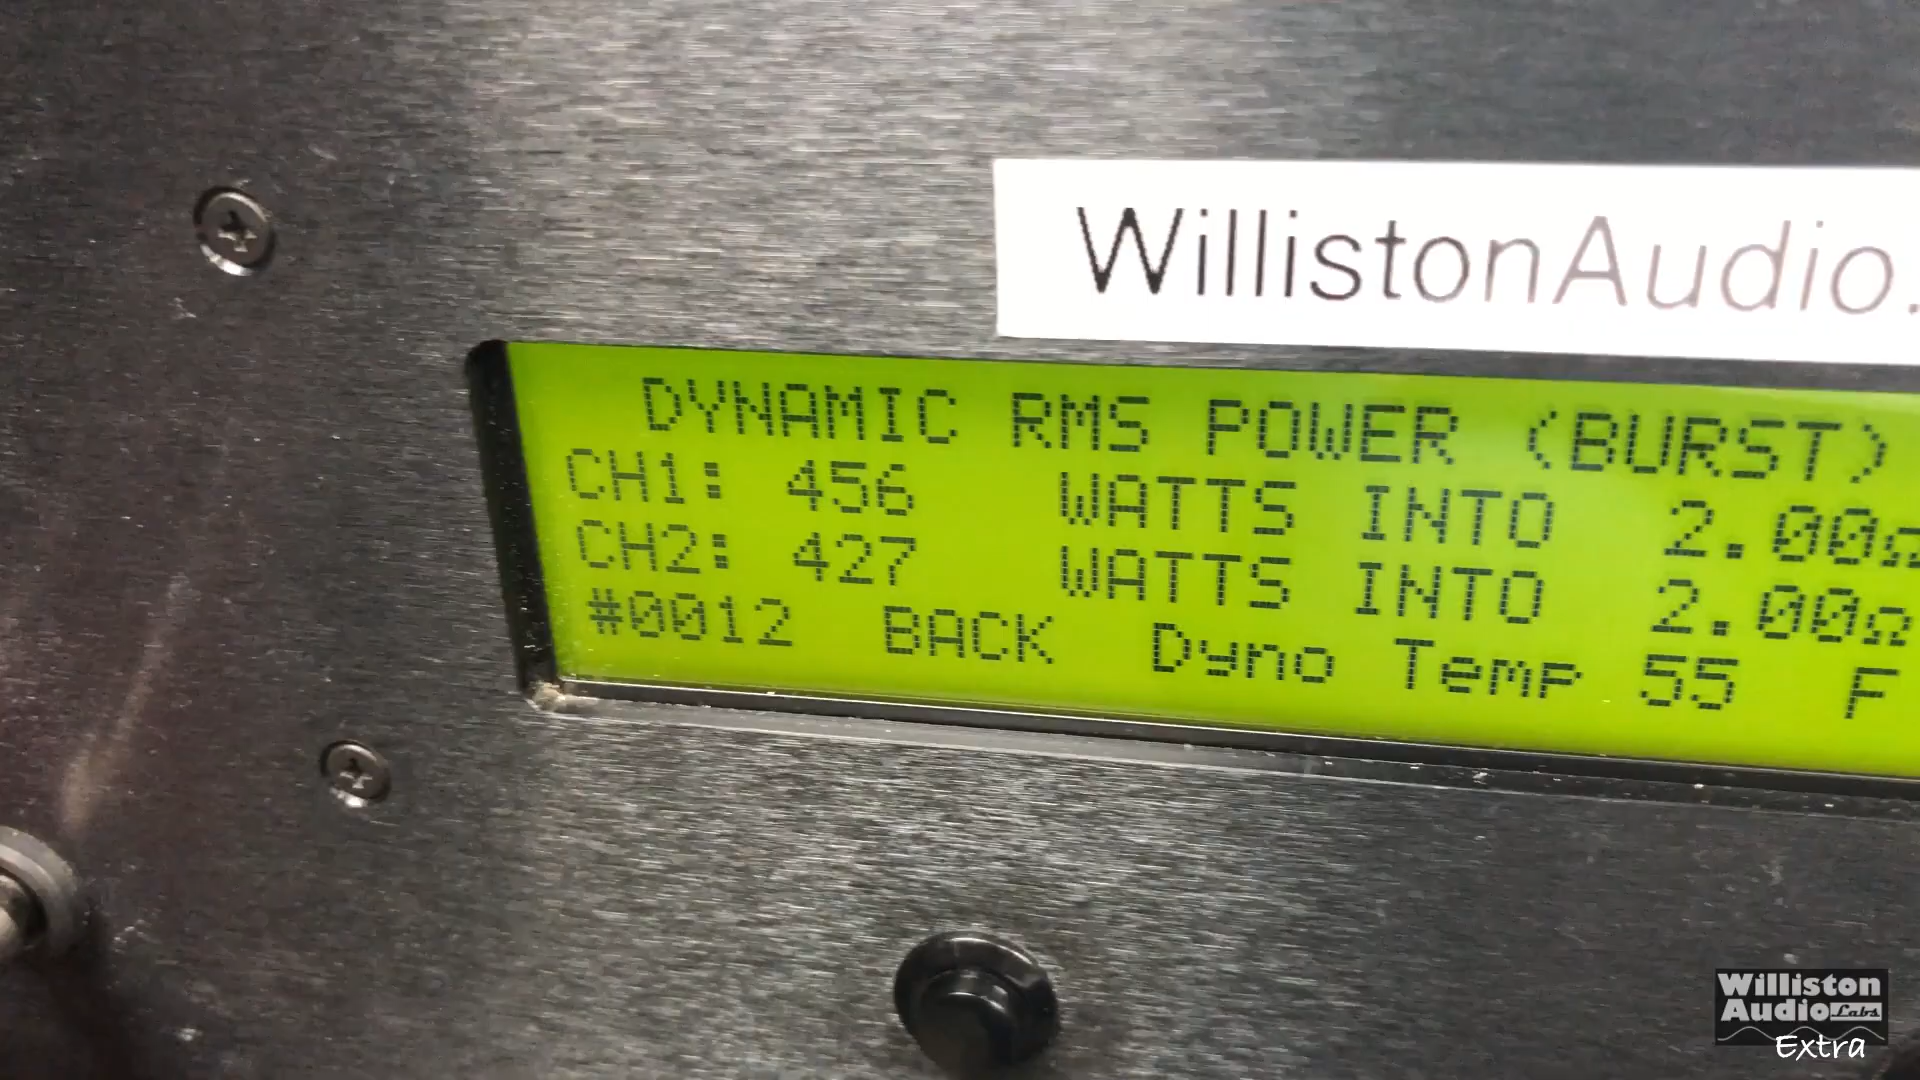 WillistonAudio.
DYNAMIC RMS POWER (BURST)
CH1: 456 WATTS INTO 2.00Ω
CH2: 427 WATTS INTO 2.00Ω
#0012 BACK Dyno Temp 55 F
Williston
Audio Labs
Extra